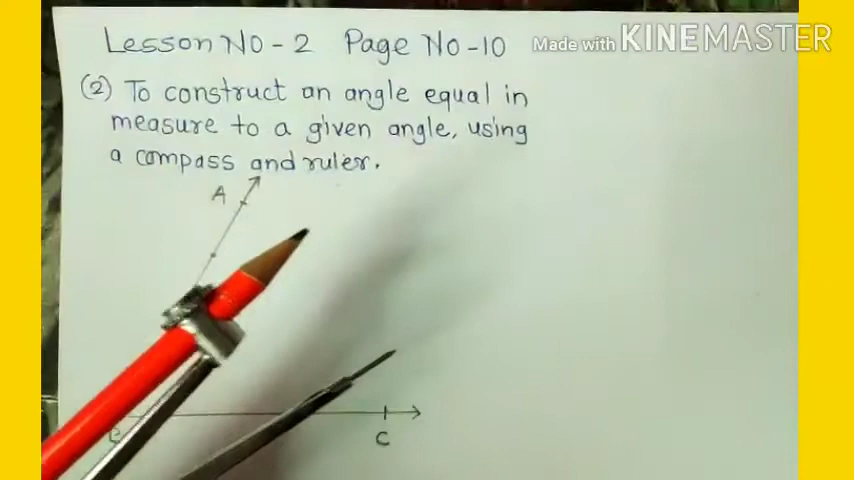 Lesson No - 2 Page No - 10
Made with KINEMASTER
(2) To construct an angle equal in
measure to a given angle, using
a compass and ruler.
A
B
C